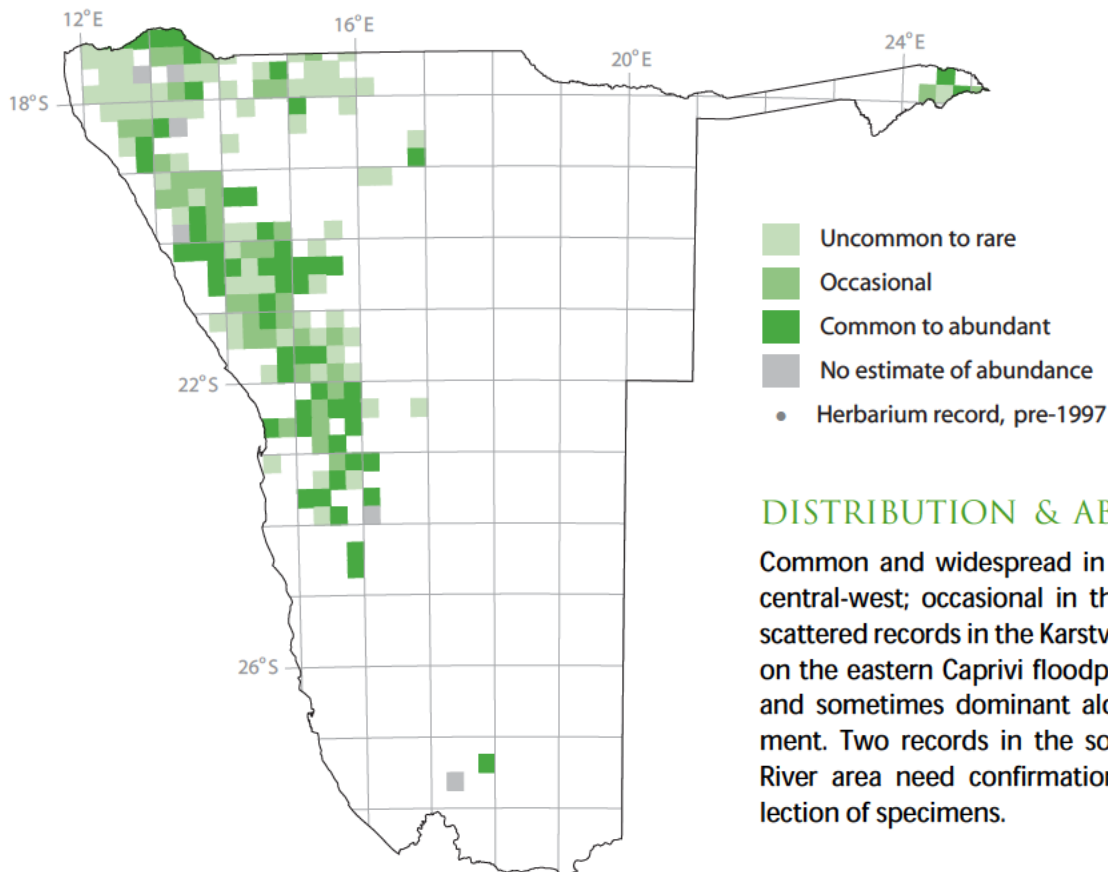 12°E
16°E
20°E
24°E
18°S
22°S
26°S
Uncommon to rare
Occasional
Common to abundant
No estimate of abundance
Herbarium record, pre-1997
DISTRIBUTION & AB
Common and widespread in
central-west; occasional in th
scattered records in the Karstv
on the eastern Caprivi floodp
and sometimes dominant alo
ment. Two records in the so
River area need confirmation
lection of specimens.